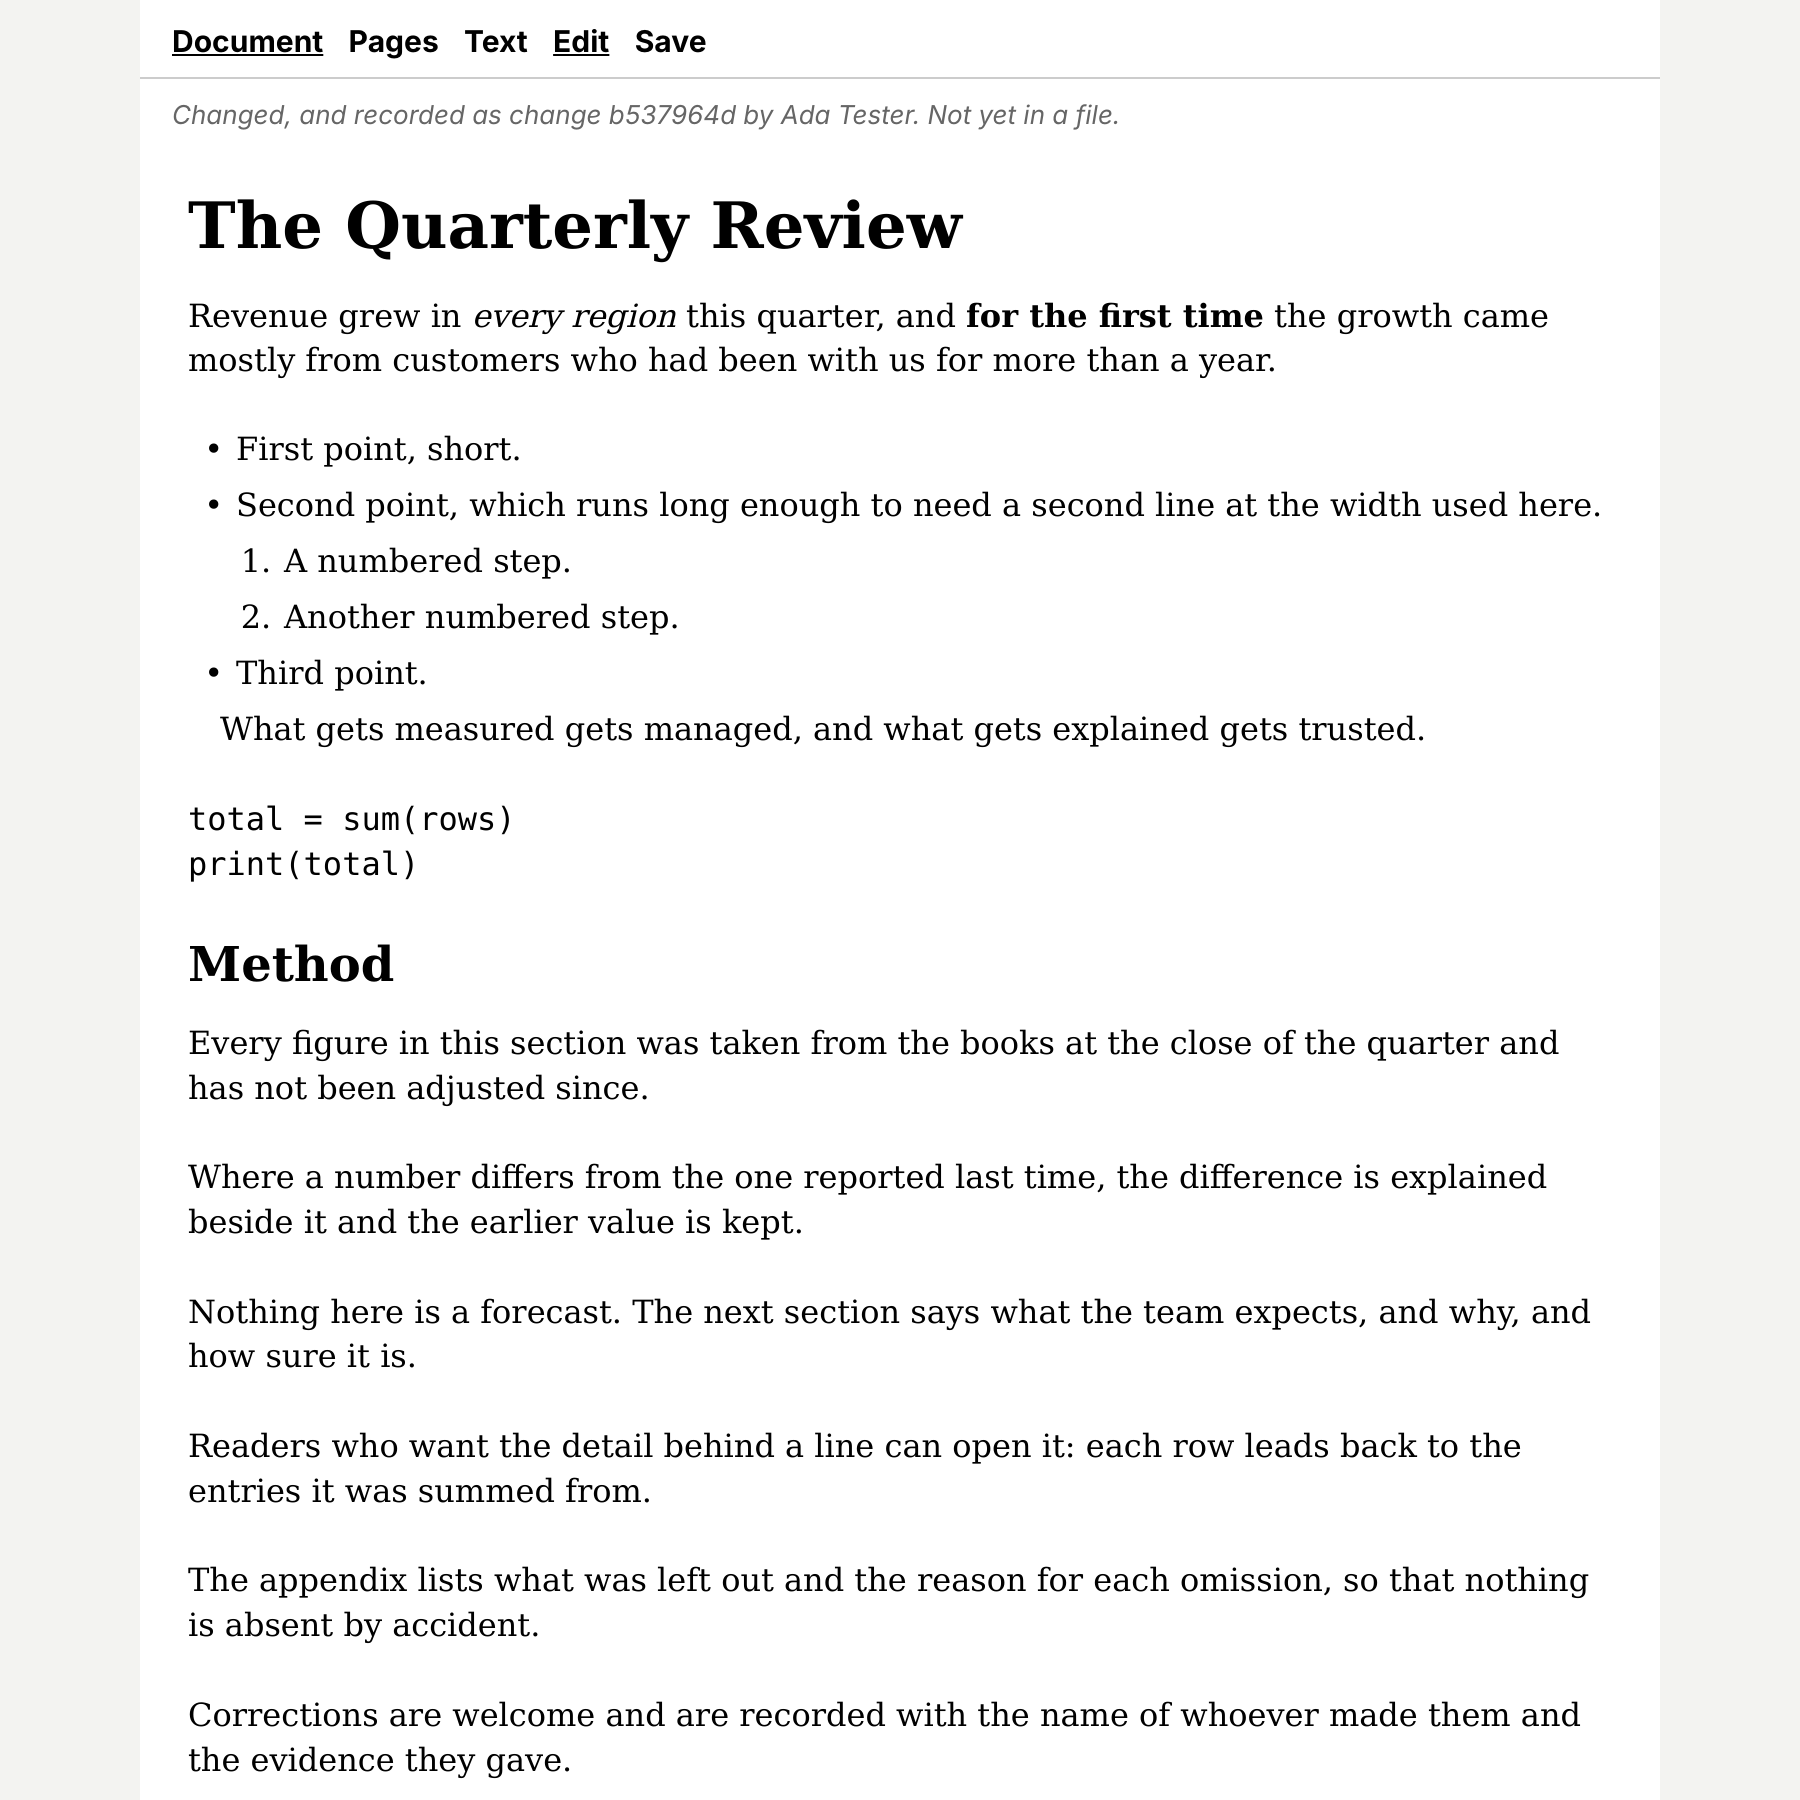 Document Pages Text Edit Save
Changed, and recorded as change b537964d by Ada Tester. Not yet in a file.
The Quarterly Review
Revenue grew in every region this quarter, and for the first time the growth came
mostly from customers who had been with us for more than a year.
• First point, short.
• Second point, which runs long enough to need a second line at the width used here.
1. A numbered step.
2. Another numbered step.
• Third point.
What gets measured gets managed, and what gets explained gets trusted.
total = sum(rows)
print(total)
Method
Every figure in this section was taken from the books at the close of the quarter and
has not been adjusted since.
Where a number differs from the one reported last time, the difference is explained
beside it and the earlier value is kept.
Nothing here is a forecast. The next section says what the team expects, and why, and
how sure it is.
Readers who want the detail behind a line can open it: each row leads back to the
entries it was summed from.
The appendix lists what was left out and the reason for each omission, so that nothing
is absent by accident.
Corrections are welcome and are recorded with the name of whoever made them and
the evidence they gave.